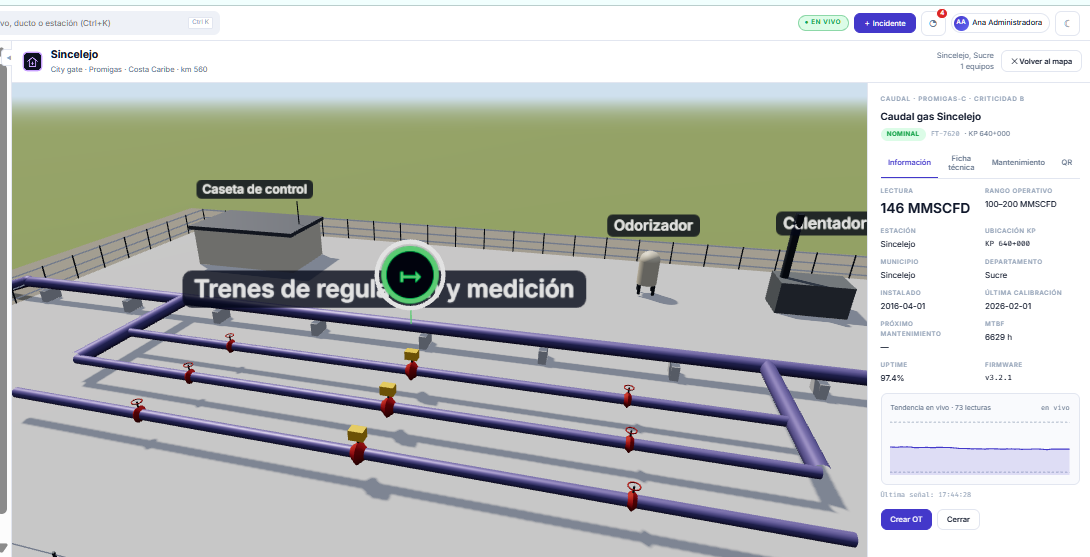 vo, ducto o estación (Ctrl+K)
Ctrl K
EN VIVO
+ Incidente
4
AA
Ana Administradora
Sincelejo
City gate · Promigas · Costa Caribe · km 560
Sincelejo, Sucre
1 equipos
Volver al mapa
Caseta de control
Odorizador
Calentador
Trenes de regul y medición
CAUDAL · PROMIGAS-C · CRITICIDAD B
Caudal gas Sincelejo
NOMINAL FT-7620 · KP 640+000
Información
Ficha técnica
Mantenimiento
QR
LECTURA
146 MMSCFD
RANGO OPERATIVO
100–200 MMSCFD
ESTACIÓN
Sincelejo
UBICACIÓN KP
KP 640+000
MUNICIPIO
Sincelejo
DEPARTAMENTO
Sucre
INSTALADO
2016-04-01
ÚLTIMA CALIBRACIÓN
2026-02-01
PRÓXIMO MANTENIMIENTO
—
MTBF
6629 h
UPTIME
97.4%
FIRMWARE
v3.2.1
Tendencia en vivo · 73 lecturas
en vivo
Última señal: 17:44:28
Crear OT
Cerrar